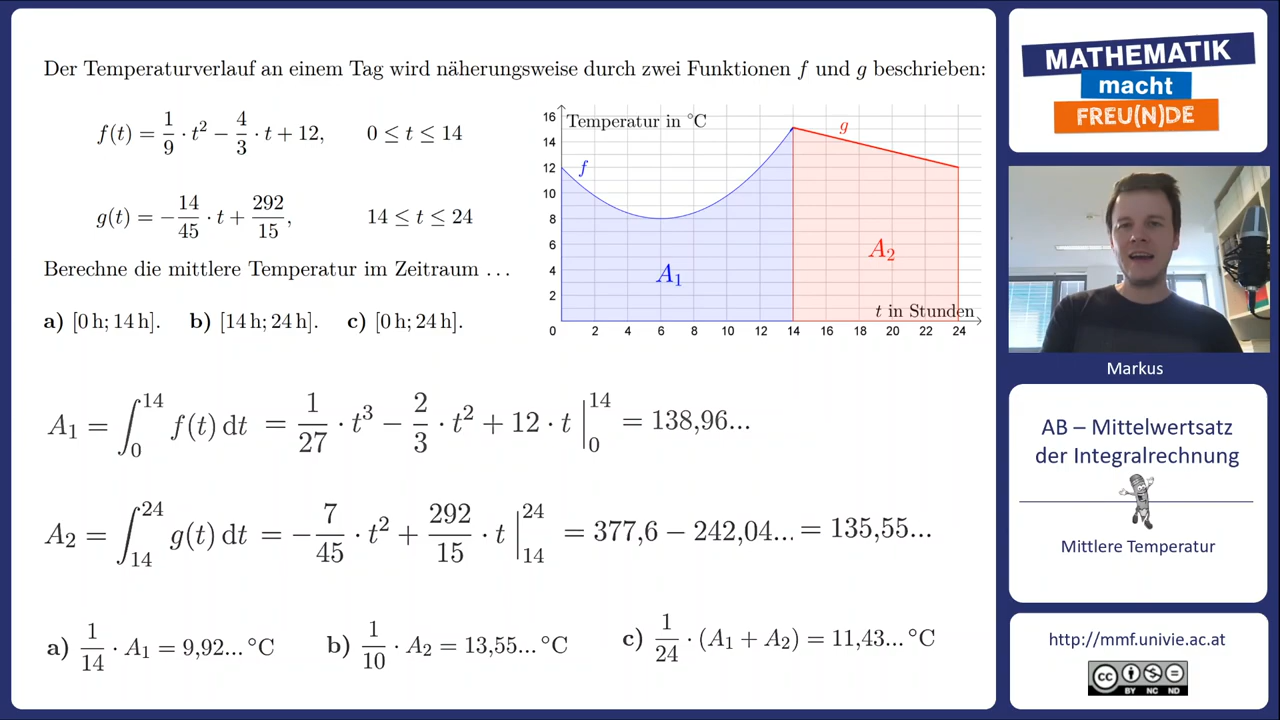 Der Temperaturverlauf an einem Tag wird näherungsweise durch zwei Funktionen f und g beschrieben:
f(t) = 1/9 · t² − 4/3 · t + 12, 0 ≤ t ≤ 14
g(t) = −14/45 · t + 292/15, 14 ≤ t ≤ 24
Berechne die mittlere Temperatur im Zeitraum …
a) [0 h; 14 h]. b) [14 h; 24 h]. c) [0 h; 24 h].
Temperatur in °C
16
14
12
10
8
6
4
2
f
g
A₁
A₂
t in Stunden
0 2 4 6 8 10 12 14 16 18 20 22 24
A₁ = ∫₀¹⁴ f(t) dt = 1/27 · t³ − 2/3 · t² + 12 · t |₀¹⁴ = 138,96...
A₂ = ∫₁₄²⁴ g(t) dt = −7/45 · t² + 292/15 · t |₁₄²⁴ = 377,6 − 242,04... = 135,55...
a) 1/14 · A₁ = 9,92... °C b) 1/10 · A₂ = 13,55... °C c) 1/24 · (A₁ + A₂) = 11,43... °C
MATHEMATIK
macht
FREU(N)DE
Markus
AB – Mittelwertsatz
der Integralrechnung
Mittlere Temperatur
http://mmf.univie.ac.at
cc
BY NC ND